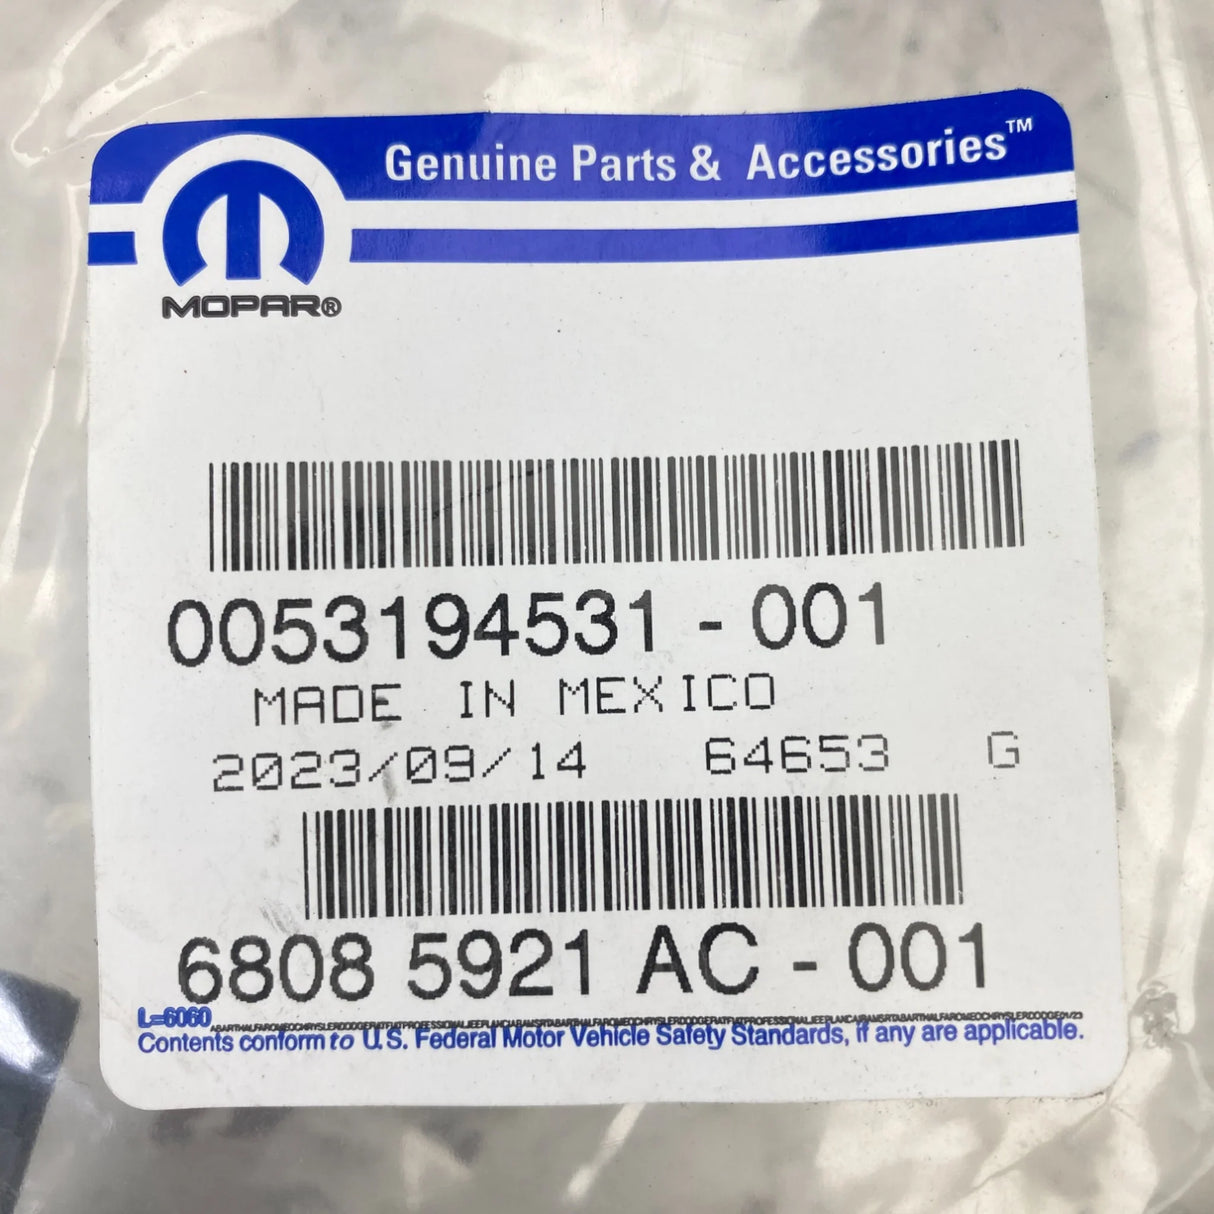 Genuine Parts & Accessories™
MOPAR®
0053194531 - 001
MADE IN MEXICO
2023/09/14 64653 G
6808 5921 AC - 001
L=6060
Contents conform to U.S. Federal Motor Vehicle Safety Standards, if any are applicable.